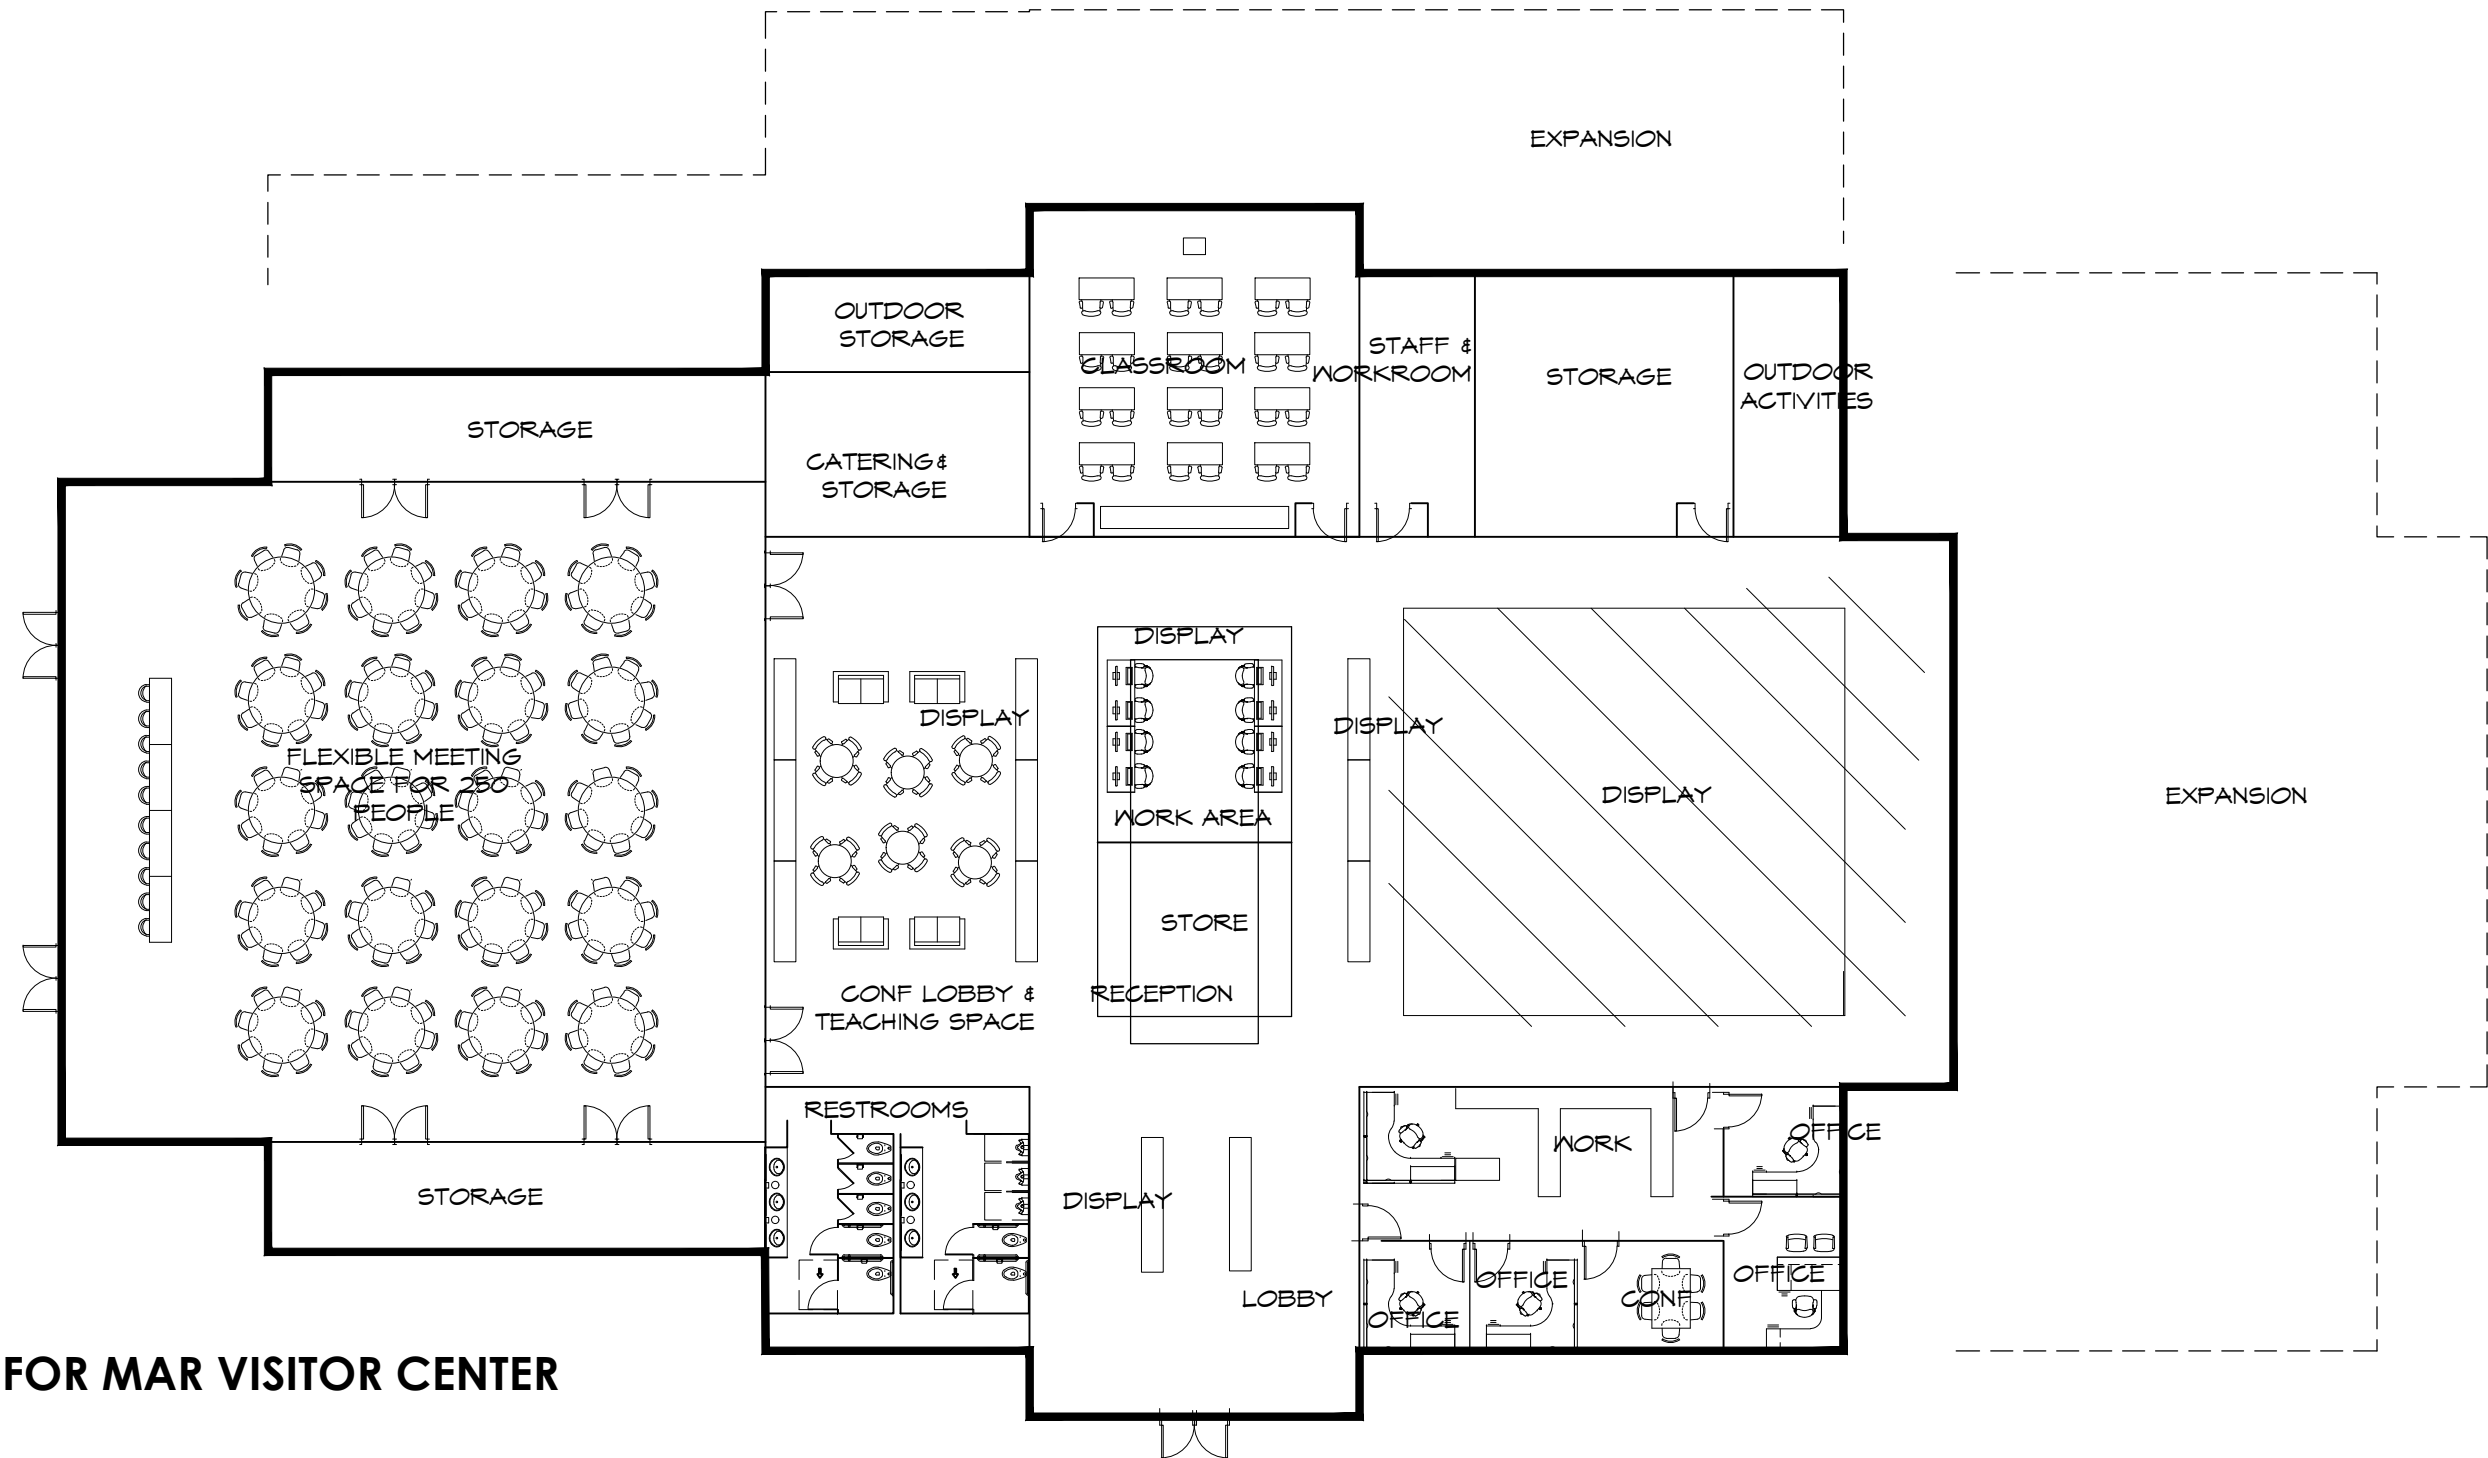 EXPANSION
OUTDOOR
STORAGE
CLASSROOM
STAFF &
WORKROOM
STORAGE
OUTDOOR
ACTIVITIES
STORAGE
CATERING &
STORAGE
DISPLAY
DISPLAY
DISPLAY
FLEXIBLE MEETING
SPACE FOR 250
PEOPLE
WORK AREA
DISPLAY
EXPANSION
STORE
CONF LOBBY &
TEACHING SPACE
RECEPTION
RESTROOMS
WORK
OFFICE
STORAGE
DISPLAY
LOBBY
OFFICE
OFFICE
CONF
OFFICE
FOR MAR VISITOR CENTER